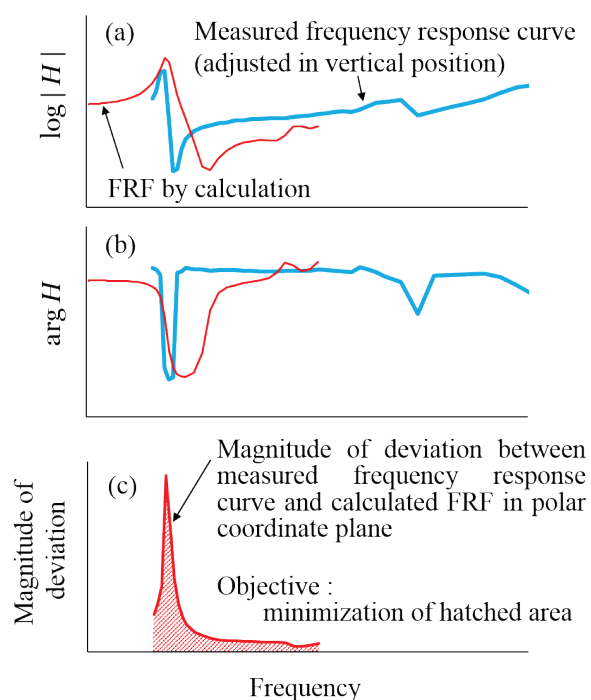 (a)
Measured frequency response curve
(adjusted in vertical position)
log | H |
FRF by calculation
(b)
arg H
(c)
Magnitude of deviation between
measured frequency response
curve and calculated FRF in polar
coordinate plane
Magnitude of
deviation
Objective :
minimization of hatched area
Frequency